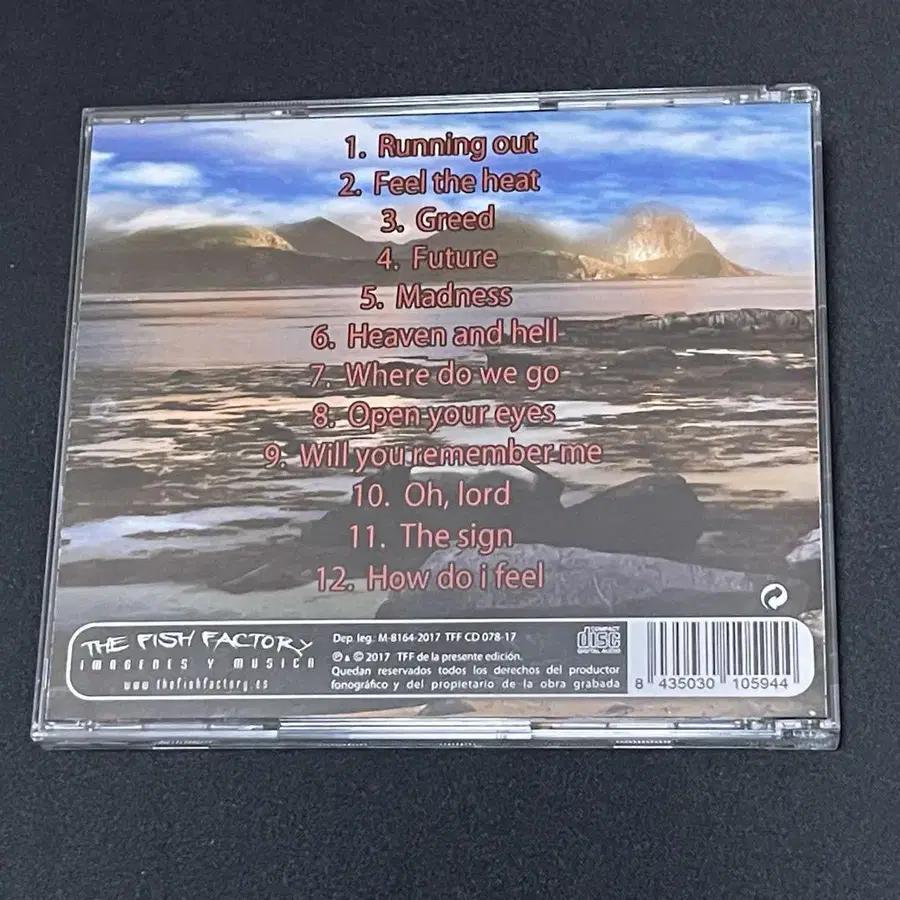 1. Running out
2. Feel the heat
3. Greed
4. Future
5. Madness
6. Heaven and hell
7. Where do we go
8. Open your eyes
9. Will you remember me
10. Oh, lord
11. The sign
12. How do i feel
THE FISH FACTORY
IMAGENES Y MUSICA
www.thefishfactory.es
Dep. leg.: M-8164-2017 TFF CD 078-17
℗ & © 2017 TFF de la presente edición.
Quedan reservados todos los derechos del productor
fonográfico y del propietario de la obra grabada
COMPACT
disc
DIGITAL AUDIO
8 435030 105944